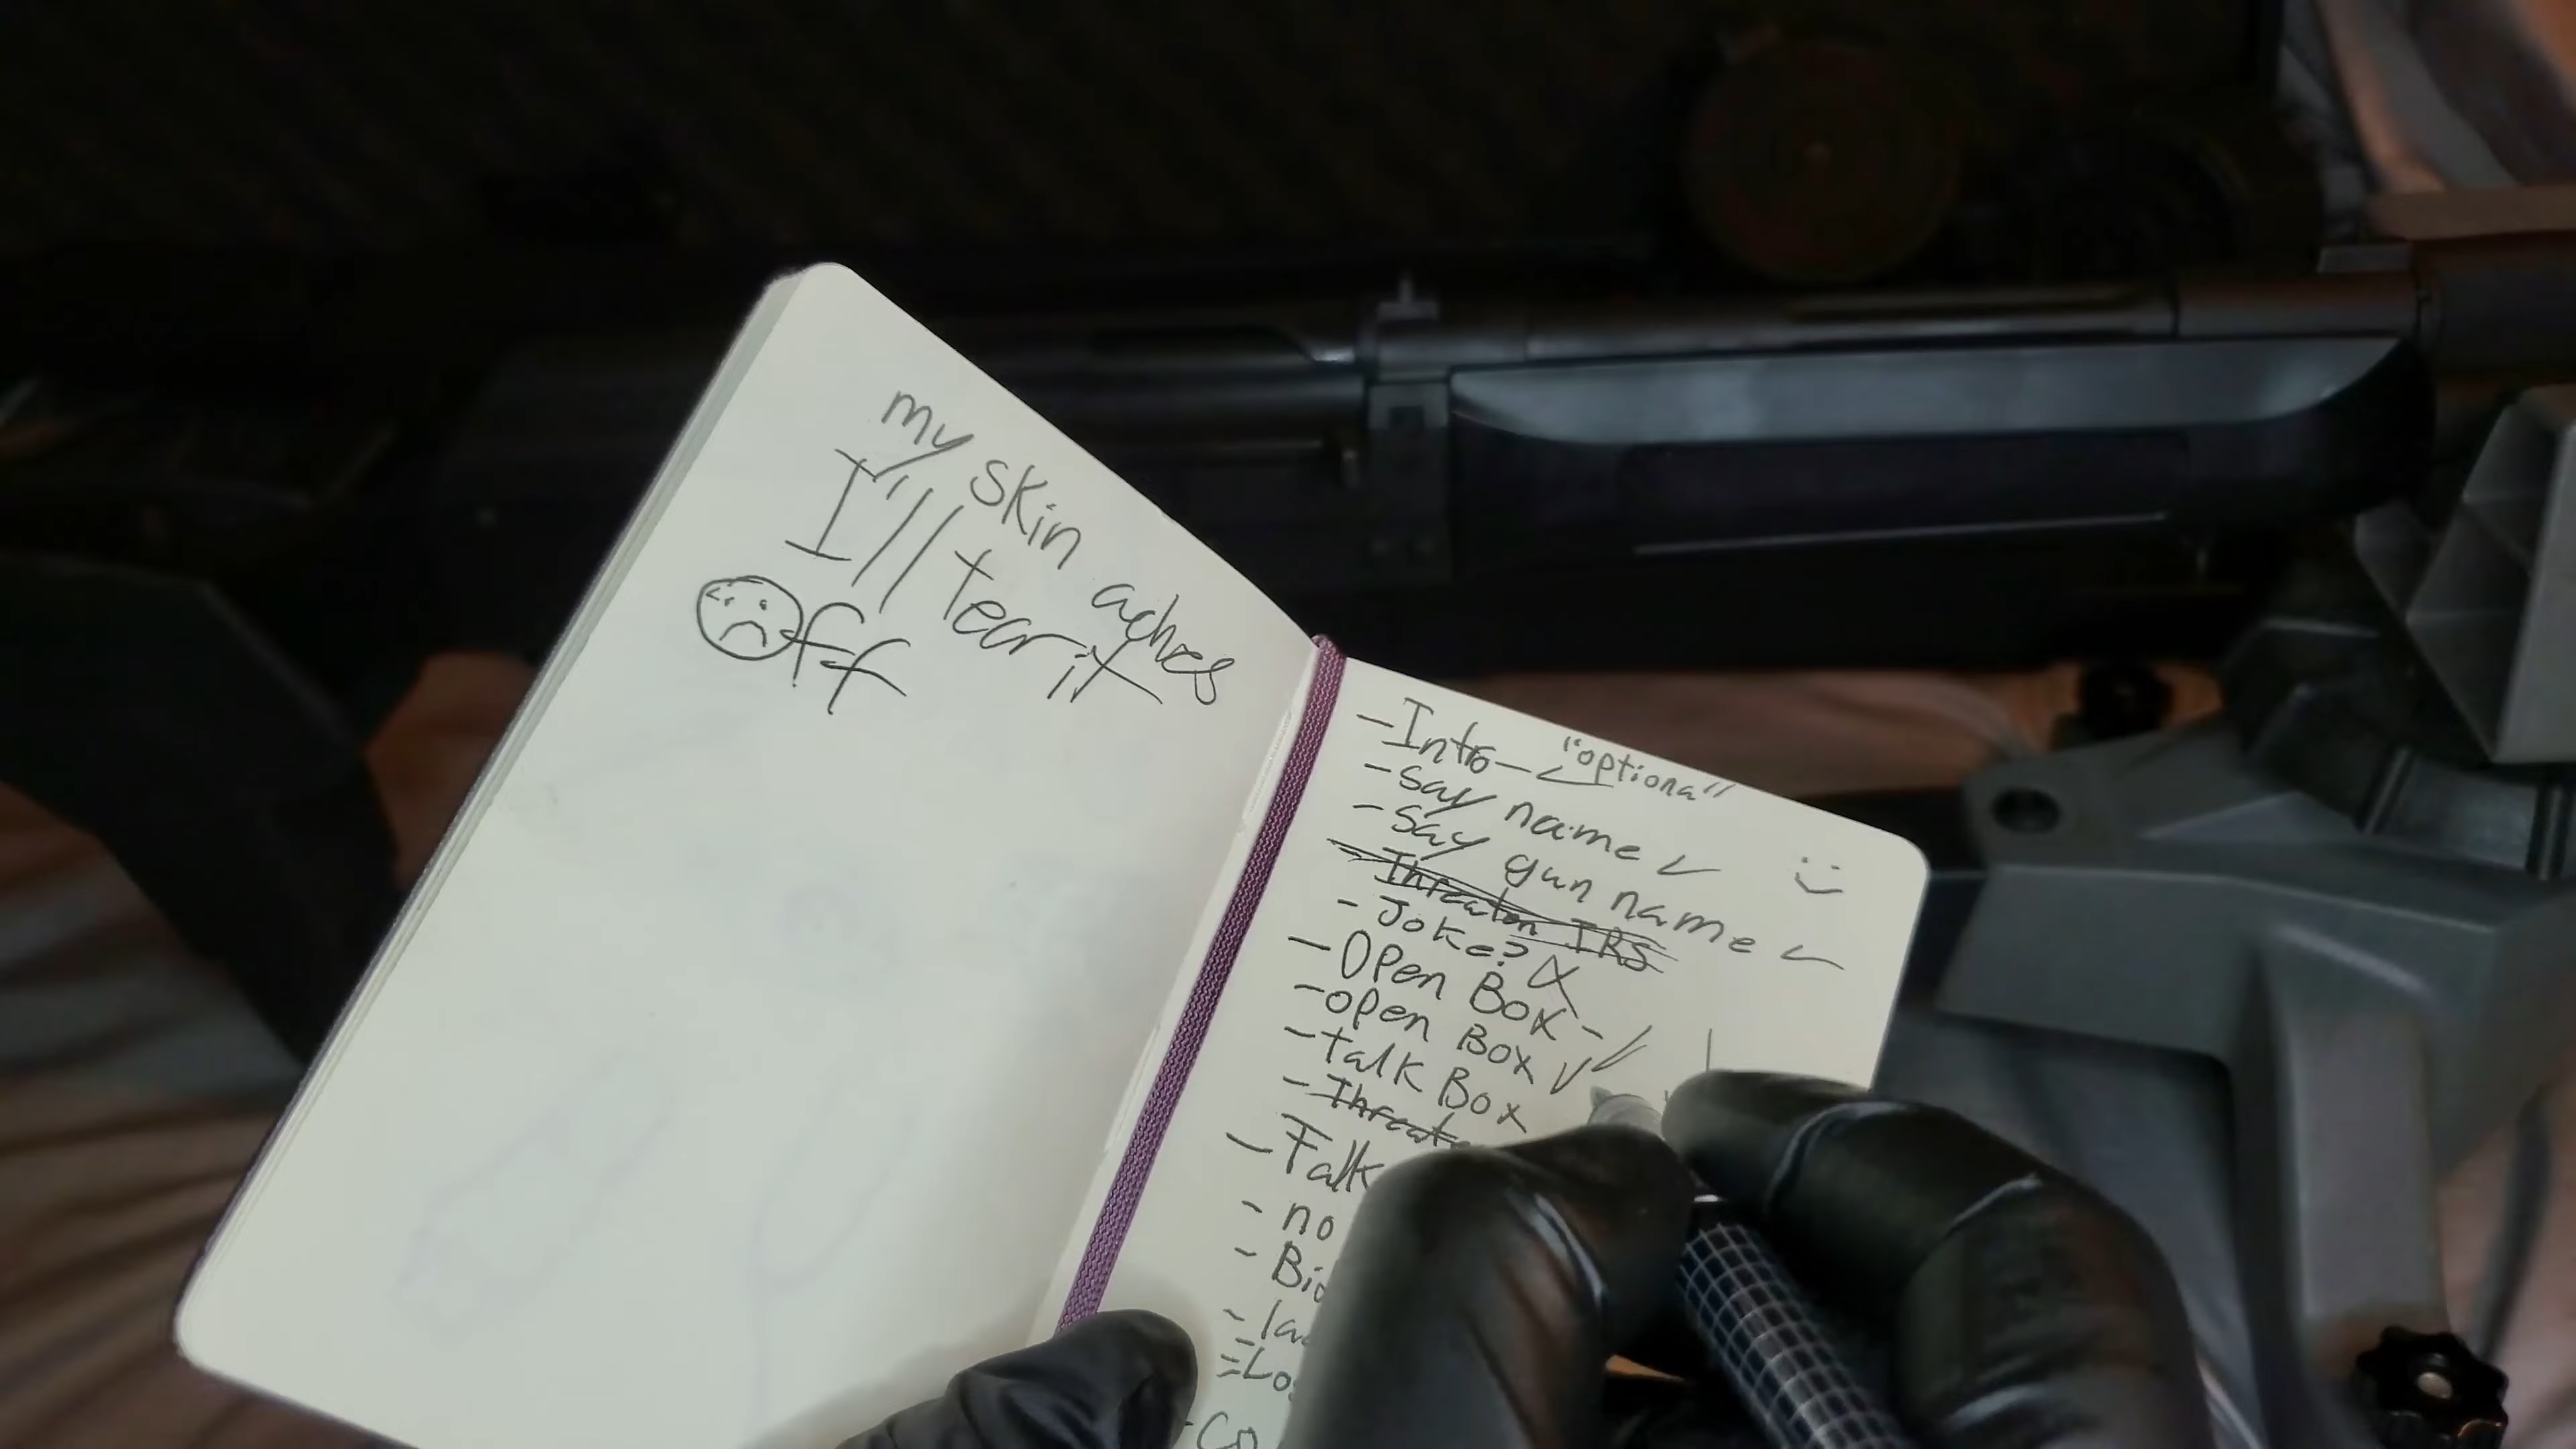 my skin aches
I'll tear it
off
- Intro - "optional"
- say name ✓
- say gun name ✓
- Threaten IRS
- Joke? X
- Open Box - ✓
- open Box ✓
- talk Box
- Threaten
- Talk
- no
-
-
-
-